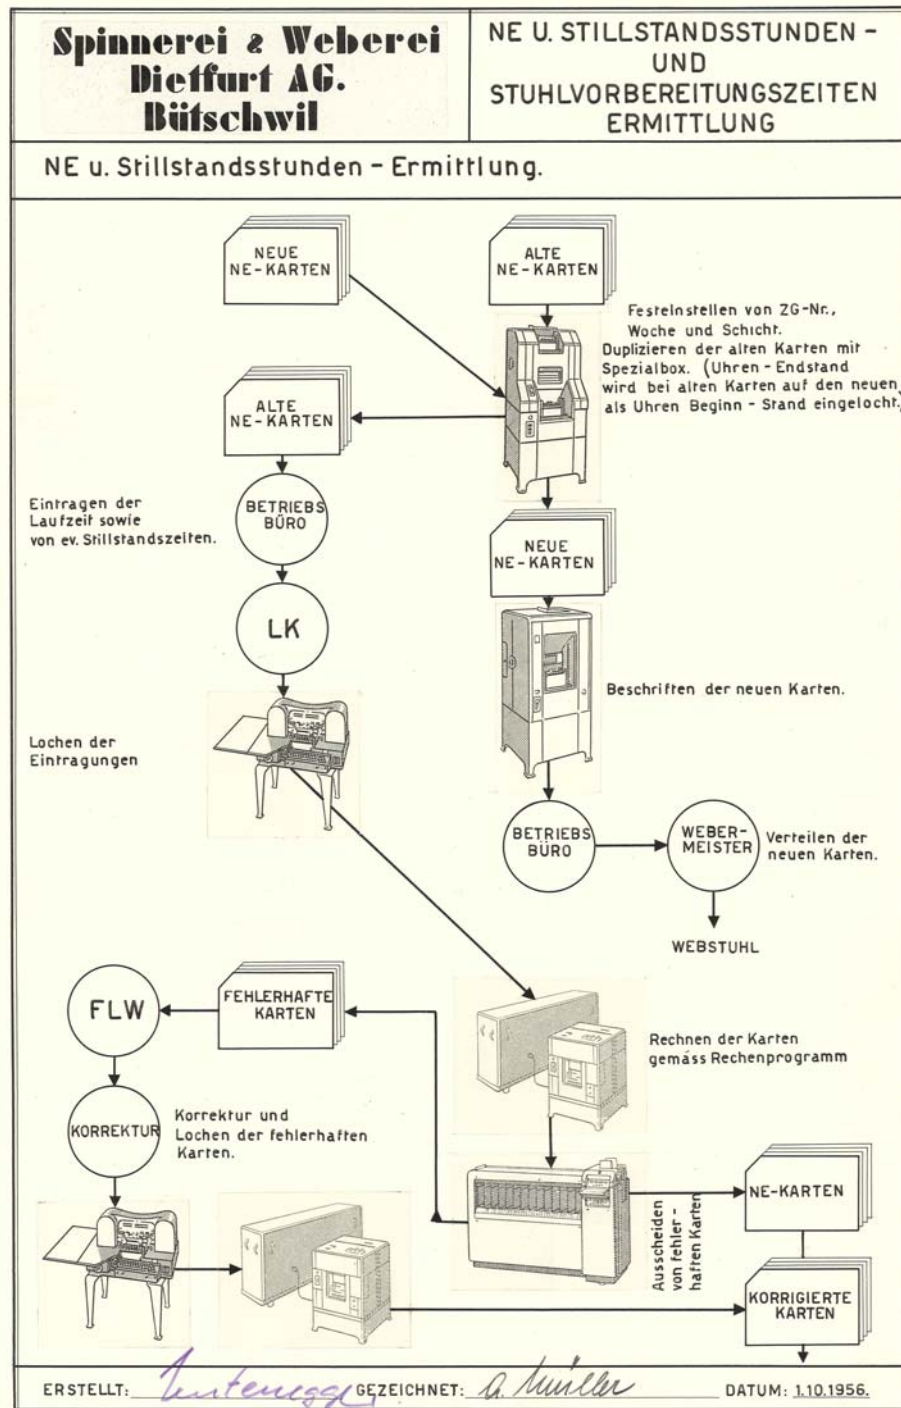 Spinnerei & Weberei
Dietfurt AG.
Bütschwil
NE U. STILLSTANDSSTUNDEN -
UND
STUHLVORBEREITUNGSZEITEN
ERMITTLUNG
NE u. Stillstandsstunden - Ermittlung.
NEUE
NE-KARTEN
ALTE
NE-KARTEN
Festeinstellen von ZG-Nr.,
Woche und Schicht.
Duplizieren der alten Karten mit
Spezialbox. (Uhren - Endstand
wird bei alten Karten auf den neuen
als Uhren Beginn - Stand eingelocht.)
ALTE
NE-KARTEN
Eintragen der
Laufzeit sowie
von ev. Stillstandszeiten.
BETRIEBS
BÜRO
NEUE
NE-KARTEN
LK
Beschriften der neuen Karten.
Lochen der
Eintragungen
BETRIEBS
BÜRO
WEBER-
MEISTER
Verteilen der
neuen Karten.
WEBSTUHL
FLW
FEHLERHAFTE
KARTEN
Rechnen der Karten
gemäss Rechenprogramm
KORREKTUR
Korrektur und
Lochen der fehlerhaften
Karten.
Ausscheiden
von fehler -
haften Karten
NE-KARTEN
KORRIGIERTE
KARTEN
ERSTELLT: GEZEICHNET: A. Müller DATUM: 1.10.1956.